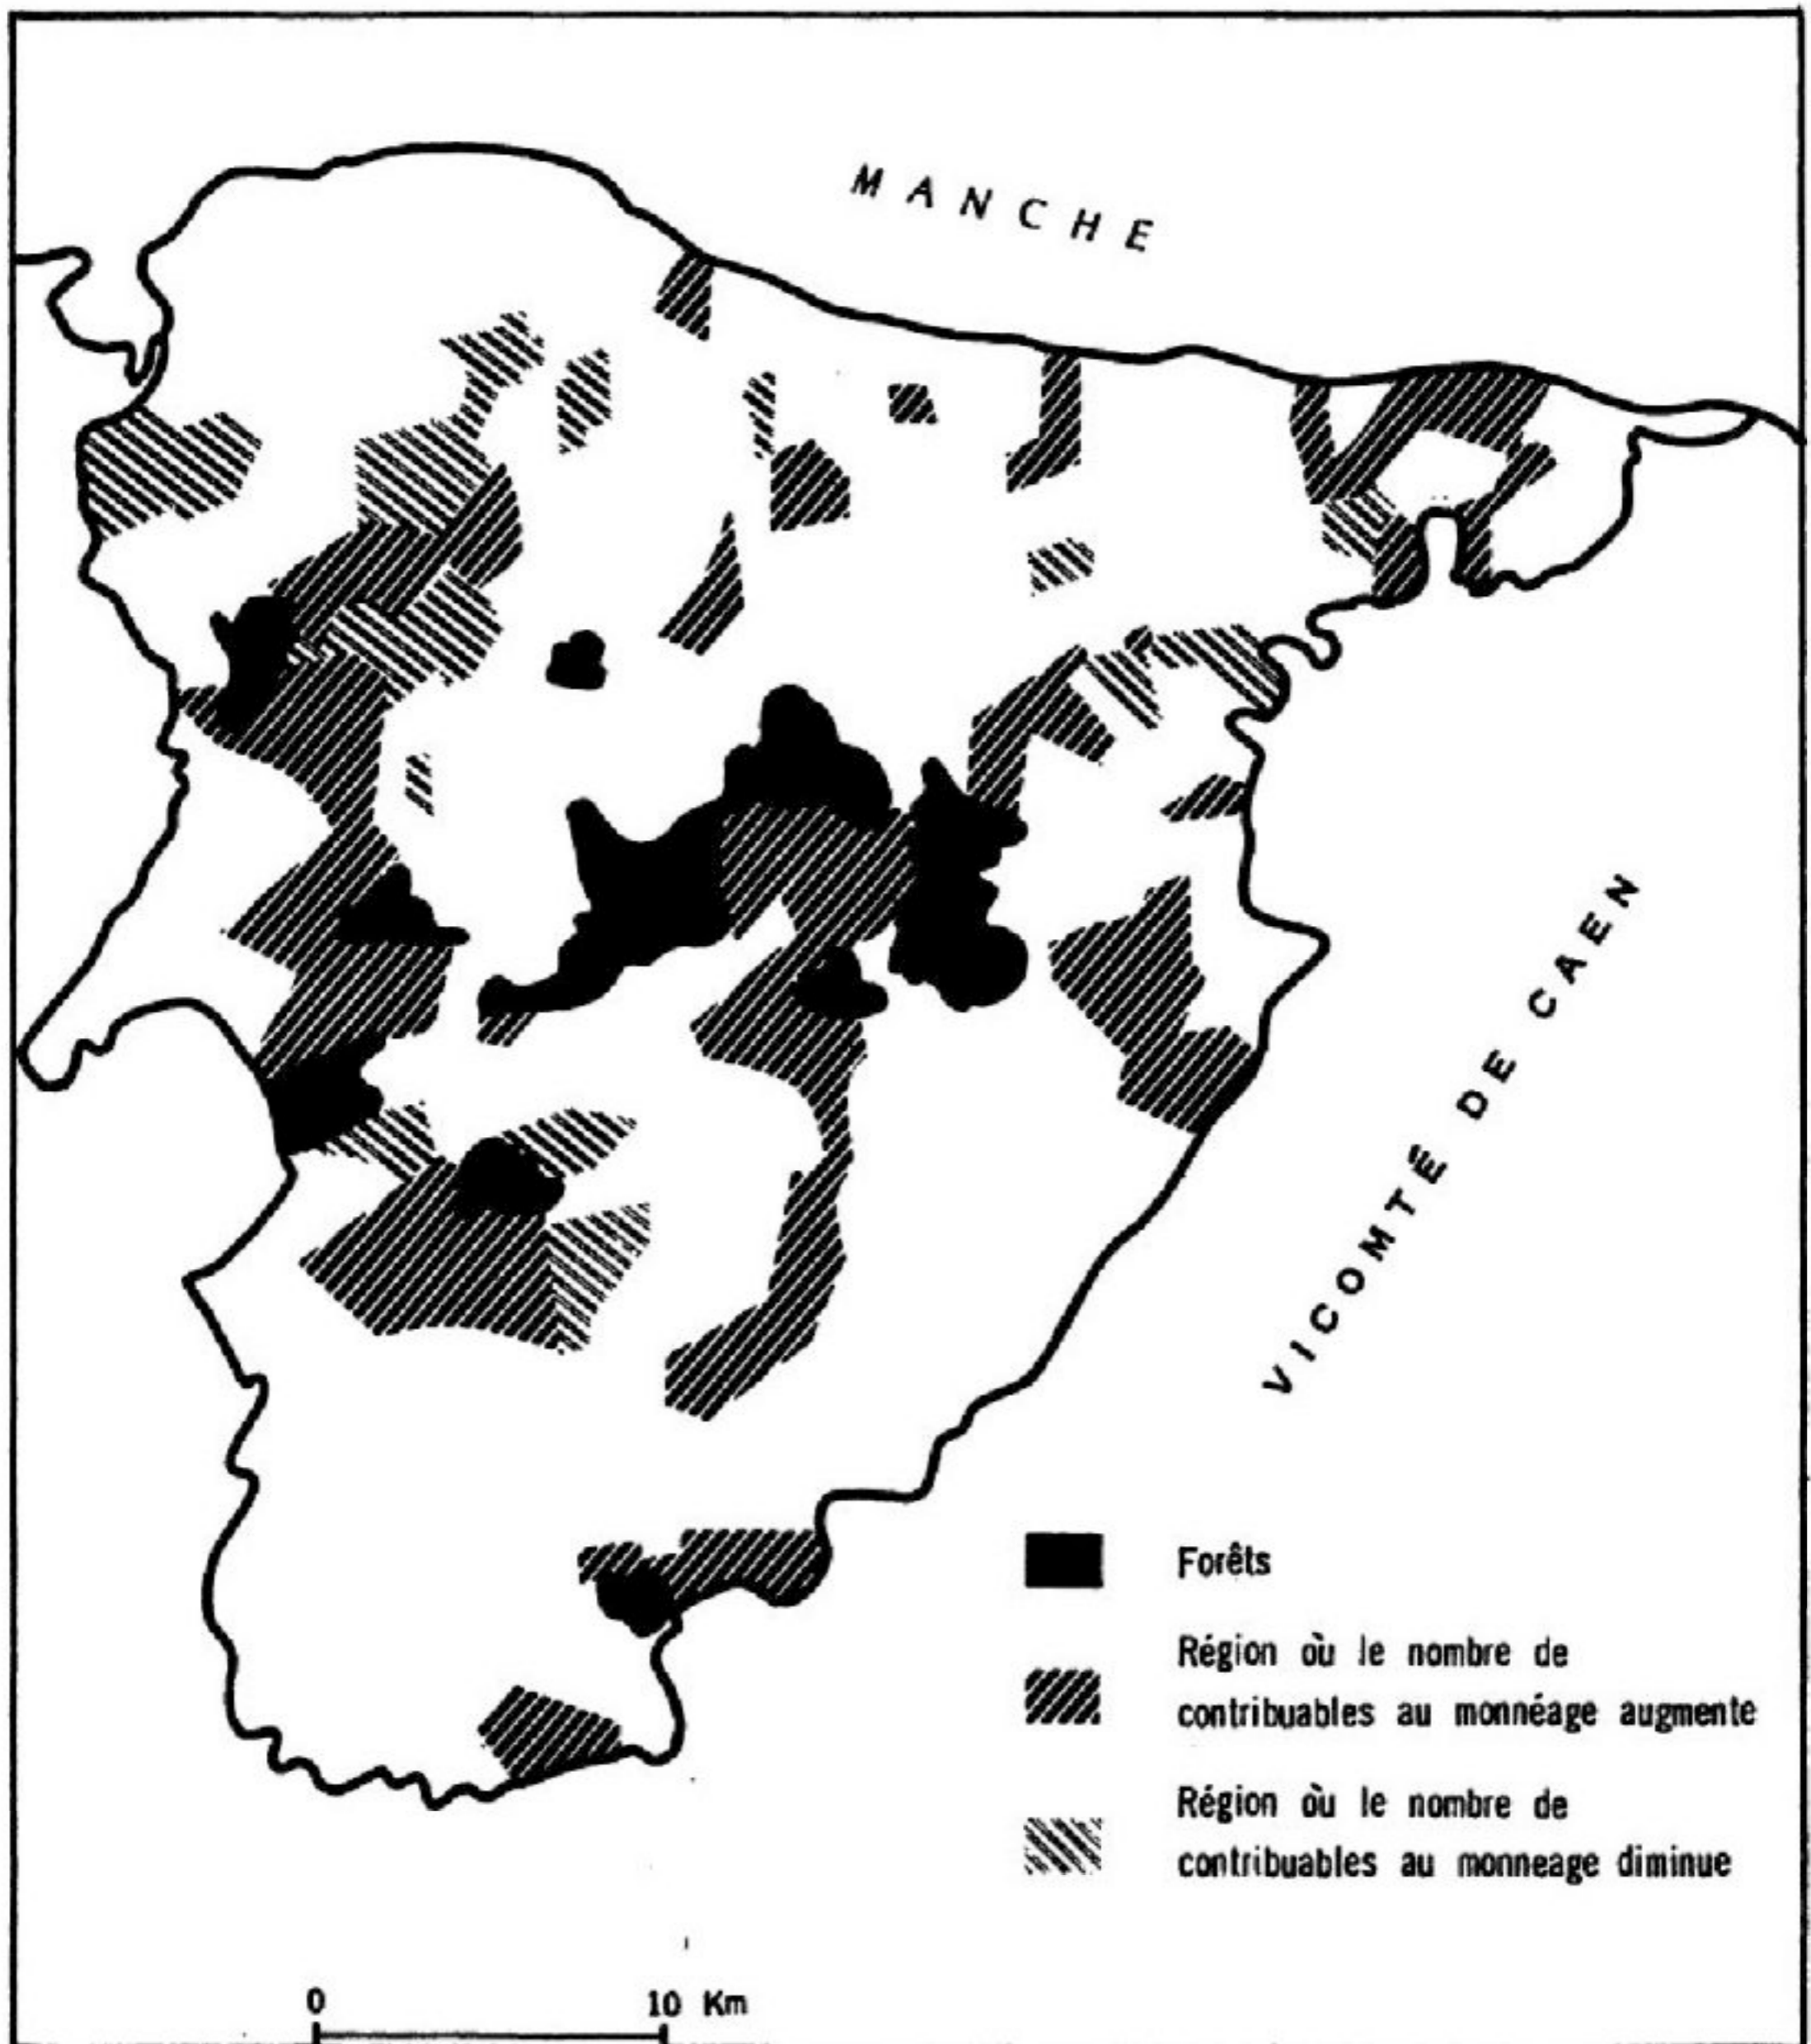 MANCHE
VICOMTÉ DE CAEN
Forêts
Région où le nombre de
contribuables au monnéage augmente
Région où le nombre de
contribuables au monneage diminue
0 10 Km